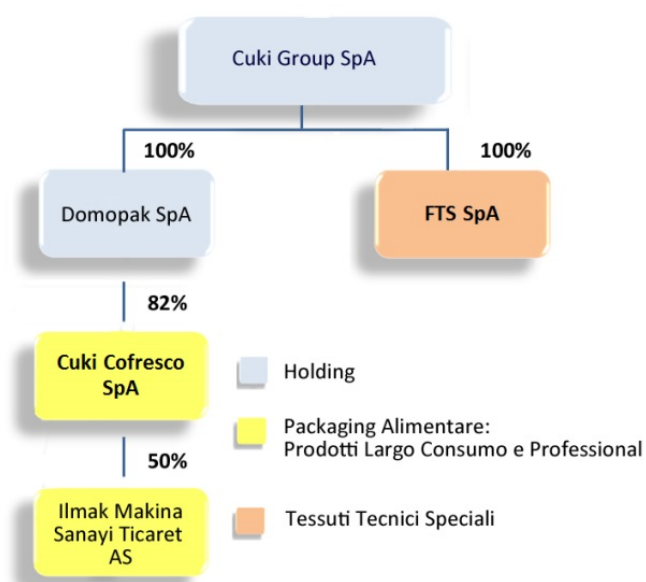 Cuki Group SpA
100%
100%
Domopak SpA
FTS SpA
82%
Cuki Cofresco
SpA
Holding
Packaging Alimentare:
Prodotti Largo Consumo e Professional
50%
Ilmak Makina
Sanayi Ticaret
AS
Tessuti Tecnici Speciali